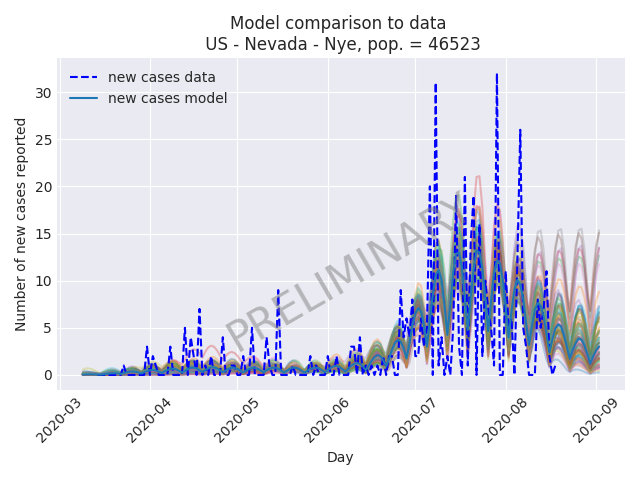 Model comparison to data
US - Nevada - Nye, pop. = 46523
new cases data
new cases model
Number of new cases reported
30
25
20
15
10
5
0
PRELIMINARY
2020-03
2020-04
2020-05
2020-06
2020-07
2020-08
2020-09
Day